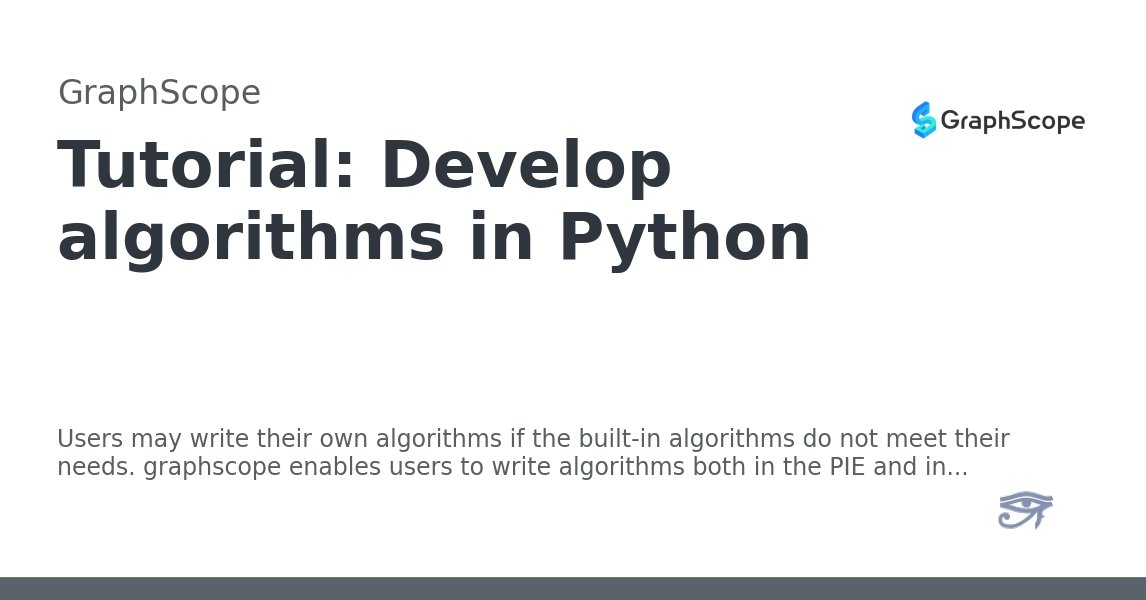 GraphScope
GraphScope
Tutorial: Develop
algorithms in Python
Users may write their own algorithms if the built-in algorithms do not meet their
needs. graphscope enables users to write algorithms both in the PIE and in...